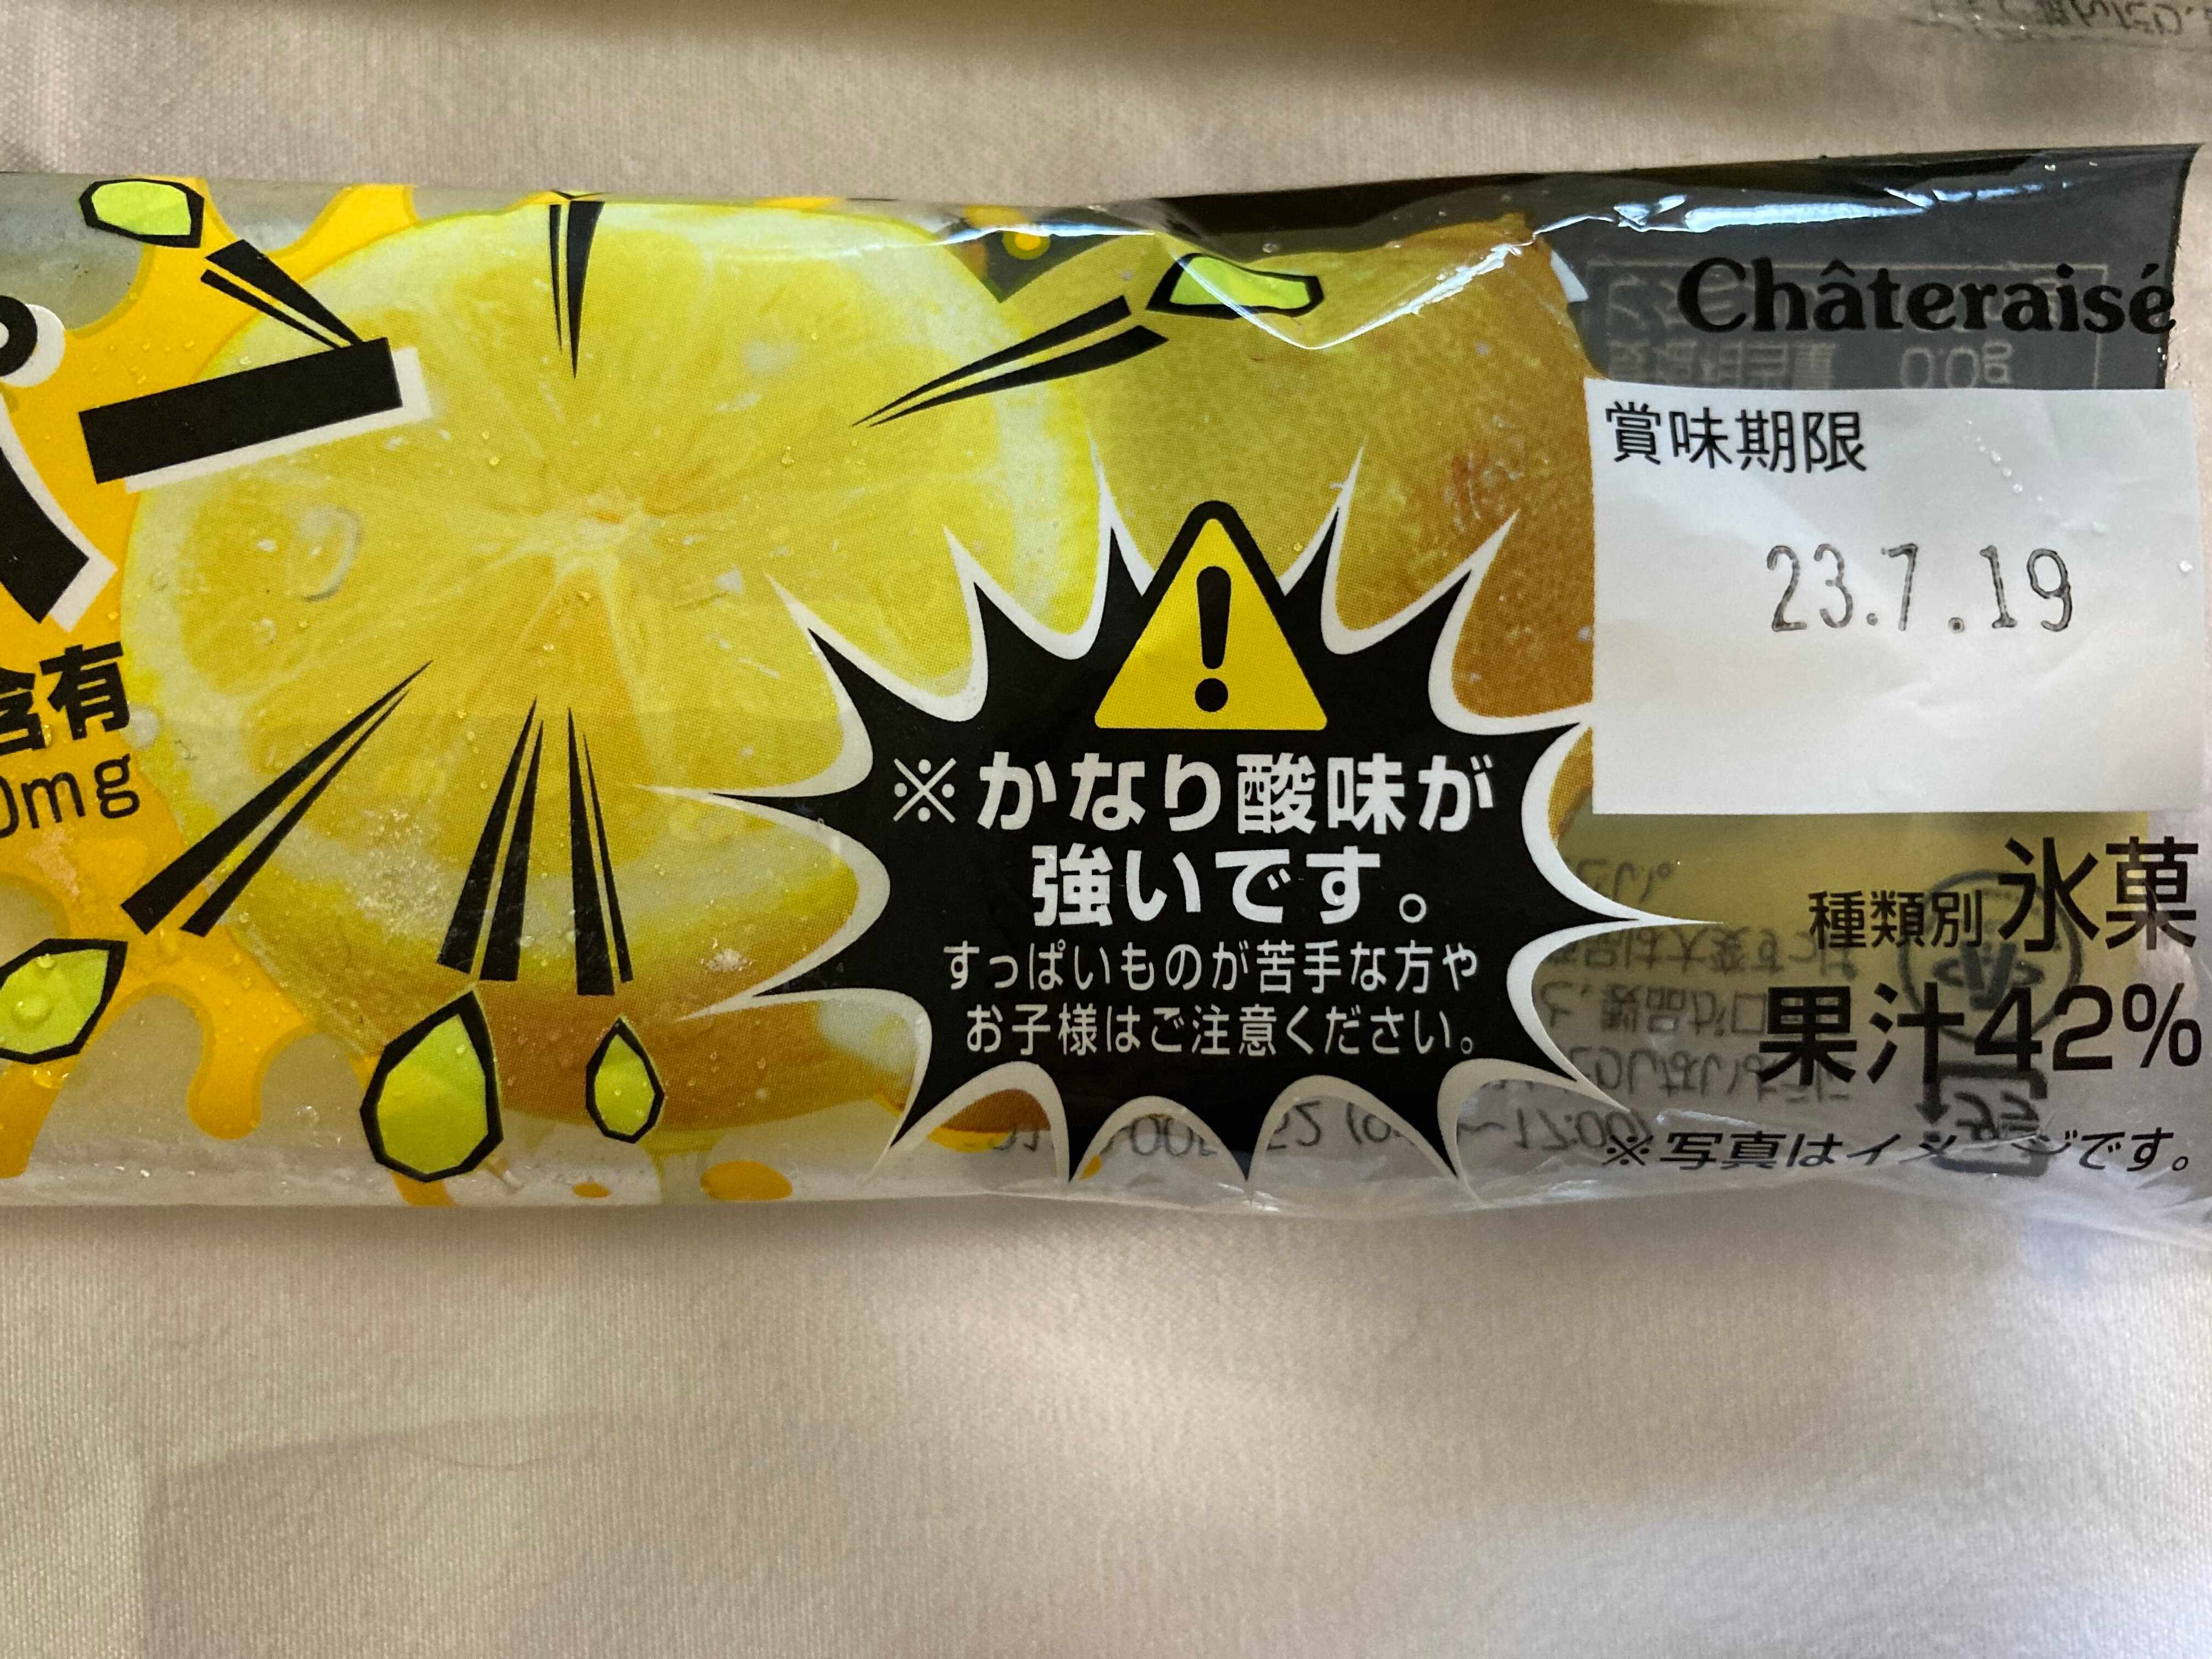 Châteraisé
賞味期限
23.7.19
含有
0mg
※かなり酸味が
強いです。
すっぱいものが苦手な方や
お子様はご注意ください。
種類別 氷菓
果汁42%
※写真はイメージです。